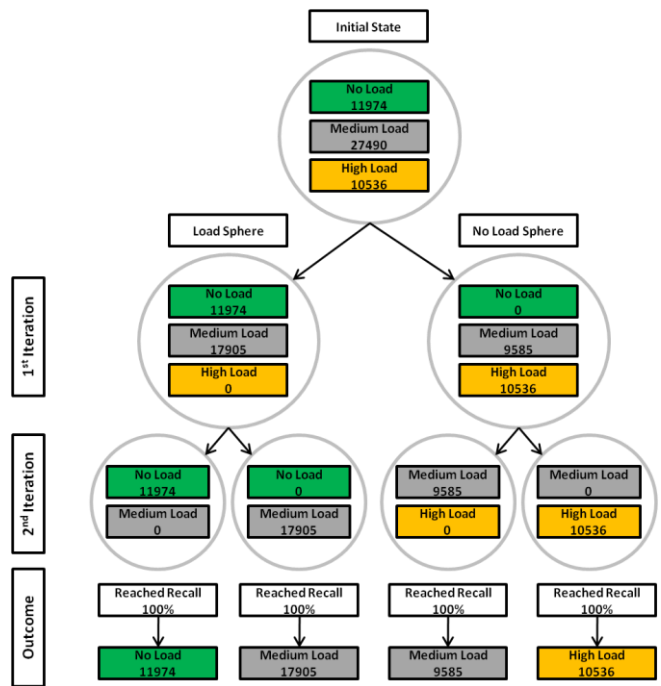 Initial State
No Load
11974
Medium Load
27490
High Load
10536
Load Sphere
No Load Sphere
1st Iteration
No Load
11974
Medium Load
17905
High Load
0
No Load
0
Medium Load
9585
High Load
10536
2nd Iteration
No Load
11974
Medium Load
0
No Load
0
Medium Load
17905
Medium Load
9585
High Load
0
Medium Load
0
High Load
10536
Outcome
Reached Recall
100%
Reached Recall
100%
Reached Recall
100%
Reached Recall
100%
No Load
11974
Medium Load
17905
Medium Load
9585
High Load
10536